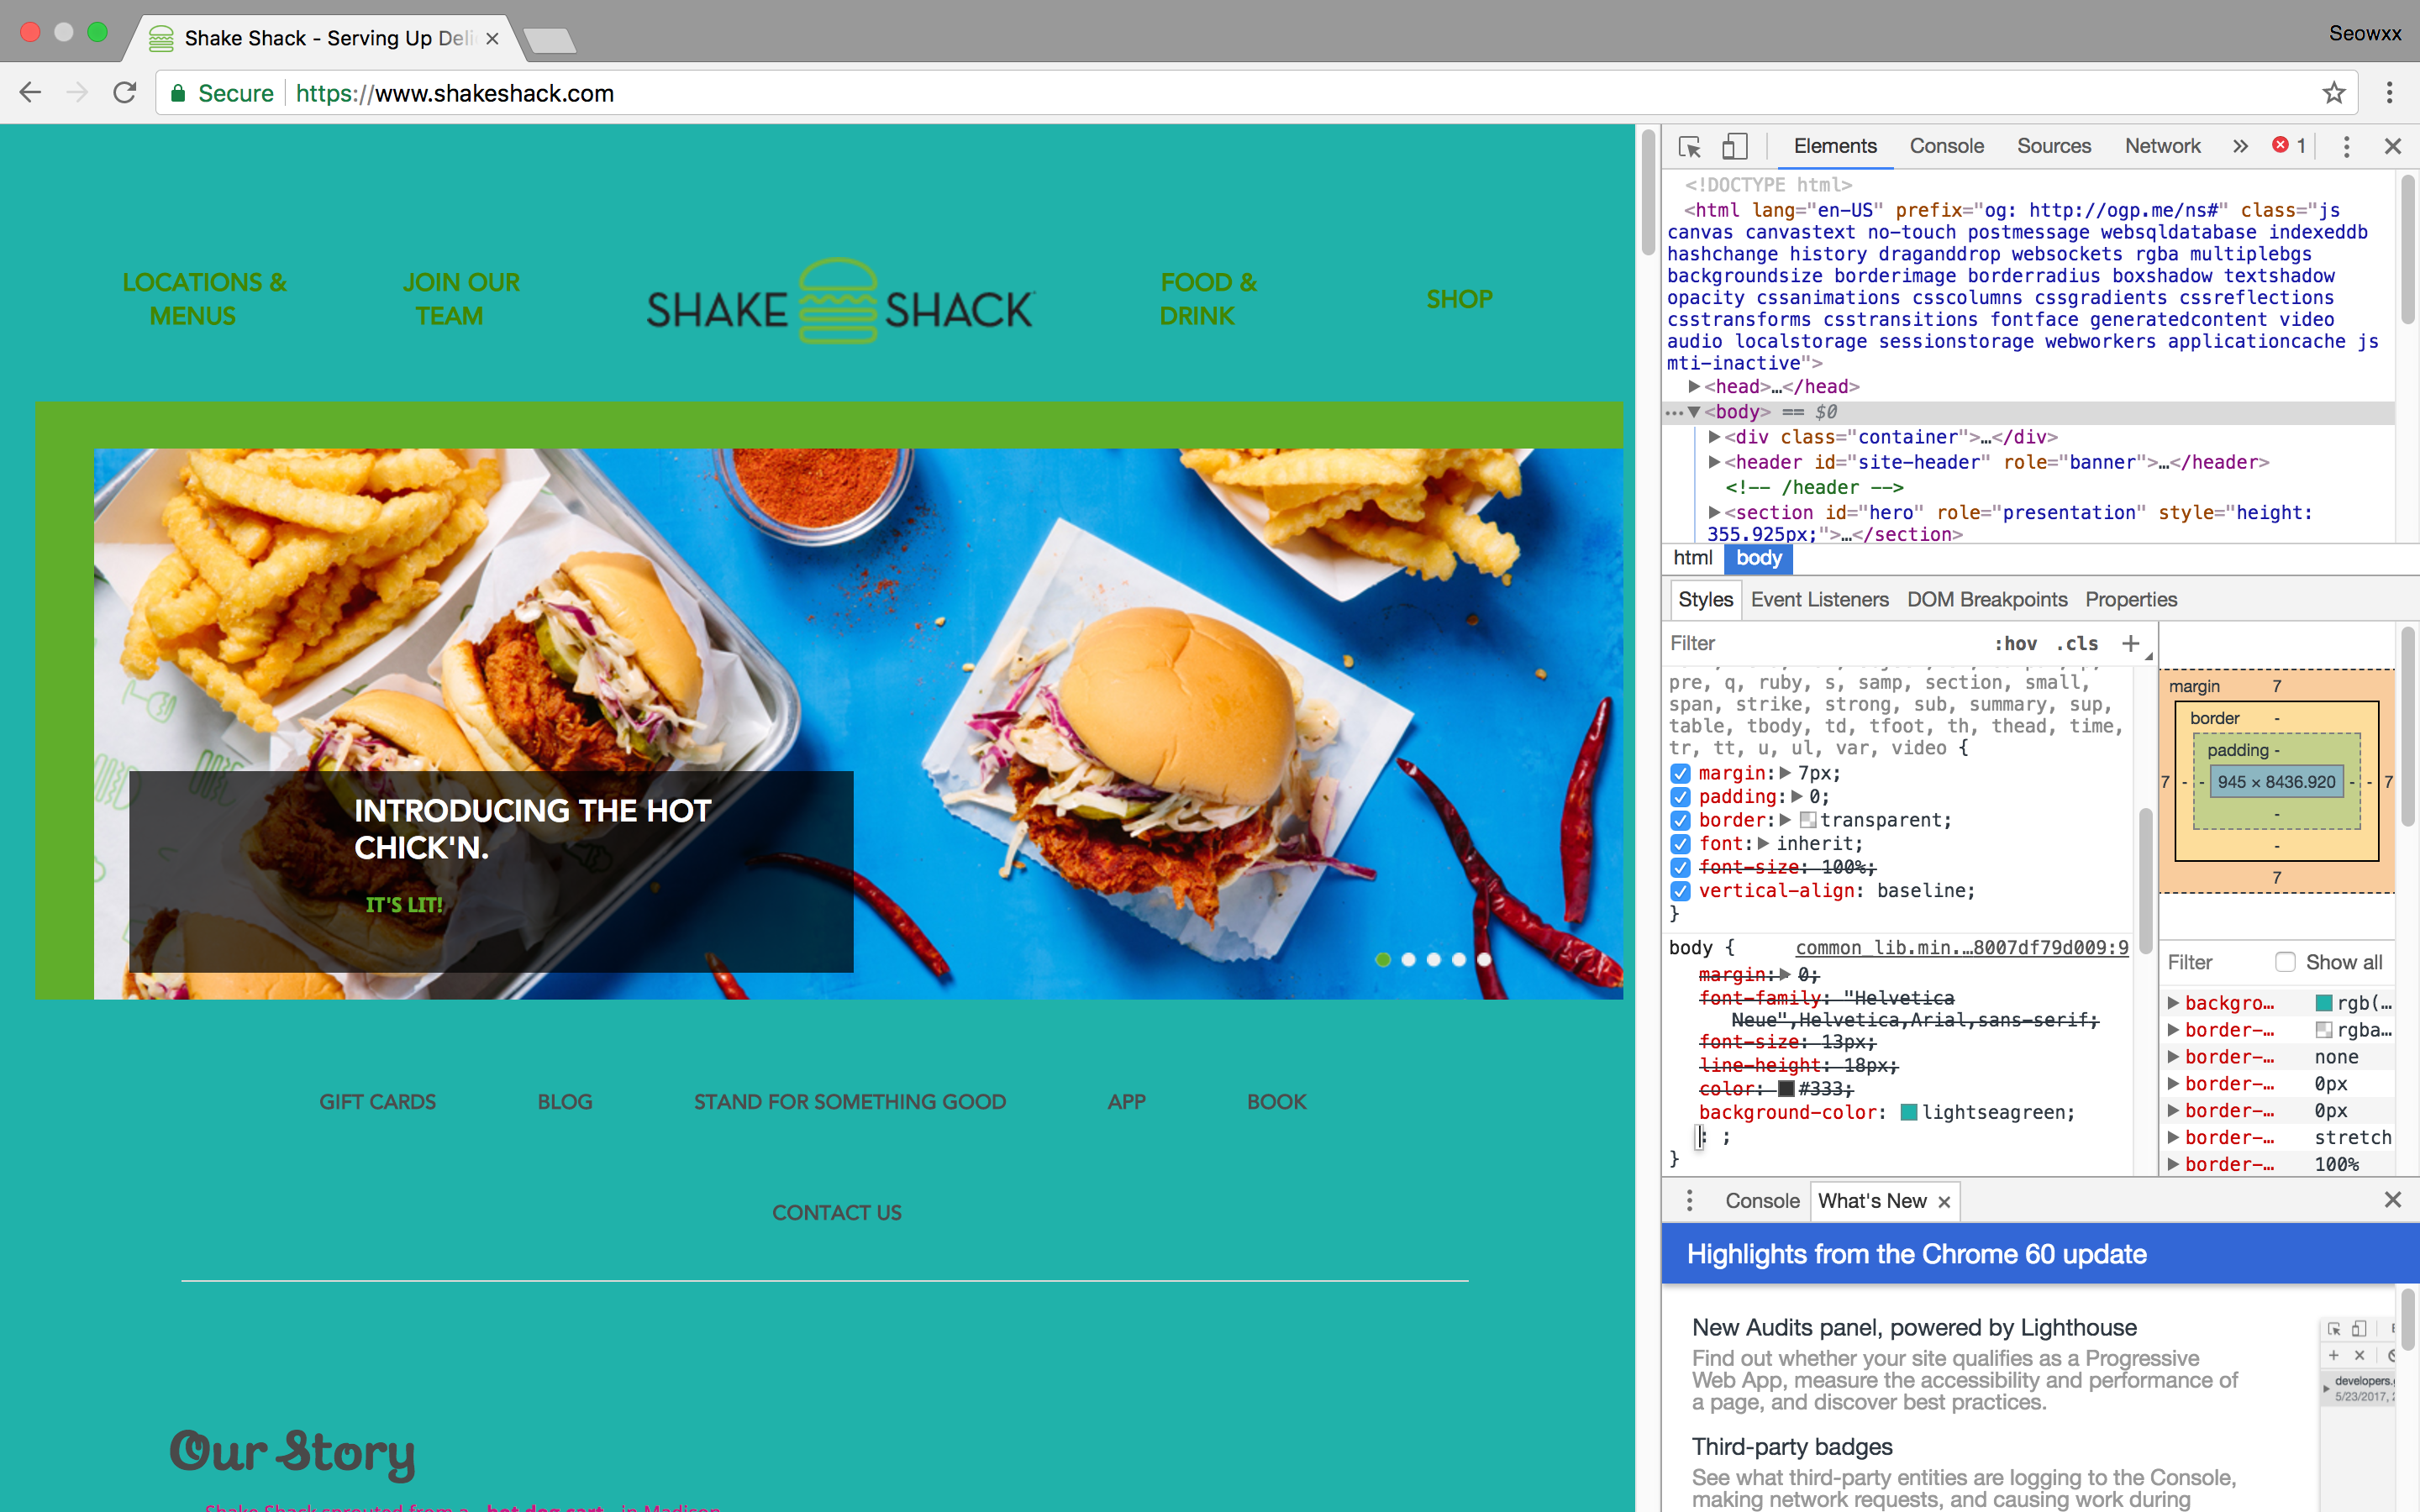 Shake Shack - Serving Up Deli
Seowxx
Secure https://www.shakeshack.com
LOCATIONS &
MENUS
JOIN OUR
TEAM
SHAKE SHACK
FOOD &
DRINK
SHOP
INTRODUCING THE HOT
CHICK'N.
IT'S LIT!
GIFT CARDS BLOG STAND FOR SOMETHING GOOD APP BOOK
CONTACT US
Our Story
Shake Shack sprouted from a hot dog cart in Madison
Elements Console Sources Network » 1
<!DOCTYPE html>
<html lang="en-US" prefix="og: http://ogp.me/ns#" class="js
canvas canvastext no-touch postmessage websqldatabase indexeddb
hashchange history draganddrop websockets rgba multiplebgs
backgroundsize borderimage borderradius boxshadow textshadow
opacity cssanimations csscolumns cssgradients cssreflections
csstransforms csstransitions fontface generatedcontent video
audio localstorage sessionstorage webworkers applicationcache js
mti-inactive">
<head>…</head>
… <body> == $0
<div class="container">…</div>
<header id="site-header" role="banner">…</header>
<!-- /header -->
<section id="hero" role="presentation" style="height:
355.925px;">…</section>
html body
Styles Event Listeners DOM Breakpoints Properties
Filter :hov .cls +
pre, q, ruby, s, samp, section, small,
span, strike, strong, sub, summary, sup,
table, tbody, td, tfoot, th, thead, time,
tr, tt, u, ul, var, video {
margin: 7px;
padding: 0;
border: transparent;
font: inherit;
font-size: 100%;
vertical-align: baseline;
}
body { common_lib.min.…8007df79d009:9
margin: 0;
font-family: "Helvetica
Neue",Helvetica,Arial,sans-serif;
font-size: 13px;
line-height: 18px;
color: #333;
background-color: lightseagreen;
: ;
}
margin 7
border -
padding -
7 - - 945 × 8436.920 - - 7
-
-
7
Filter Show all
backgro… rgb(…
border-… rgba…
border-… none
border-… 0px
border-… 0px
border-… stretch
border-… 100%
Console What's New
Highlights from the Chrome 60 update
New Audits panel, powered by Lighthouse
Find out whether your site qualifies as a Progressive
Web App, measure the accessibility and performance of
a page, and discover best practices.
Third-party badges
See what third-party entities are logging to the Console,
making network requests, and causing work during
developers.
5/23/2017,